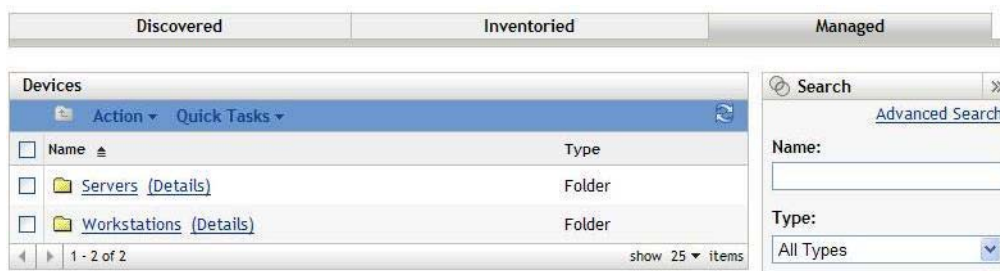 Discovered Inventoried Managed
Devices
Action Quick Tasks
Name Type
Servers (Details) Folder
Workstations (Details) Folder
1 - 2 of 2 show 25 items
Search
Advanced Search
Name:
Type:
All Types